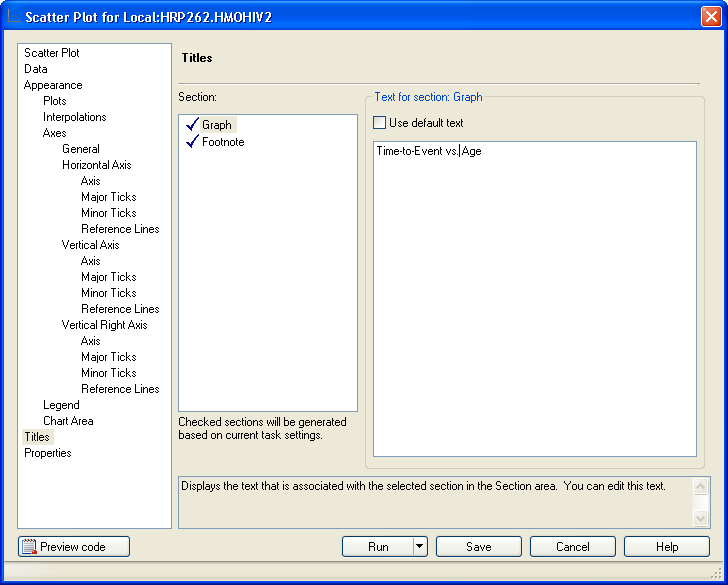 Scatter Plot for Local:HRP262.HMOHIV2
Scatter Plot
Data
Appearance
Plots
Interpolations
Axes
General
Horizontal Axis
Axis
Major Ticks
Minor Ticks
Reference Lines
Vertical Axis
Axis
Major Ticks
Minor Ticks
Reference Lines
Vertical Right Axis
Axis
Major Ticks
Minor Ticks
Reference Lines
Legend
Chart Area
Titles
Properties
Titles
Section:
Graph
Footnote
Checked sections will be generated
based on current task settings.
Text for section: Graph
Use default text
Time-to-Event vs. Age
Displays the text that is associated with the selected section in the Section area.  You can edit this text.
Preview code
Run
Save
Cancel
Help